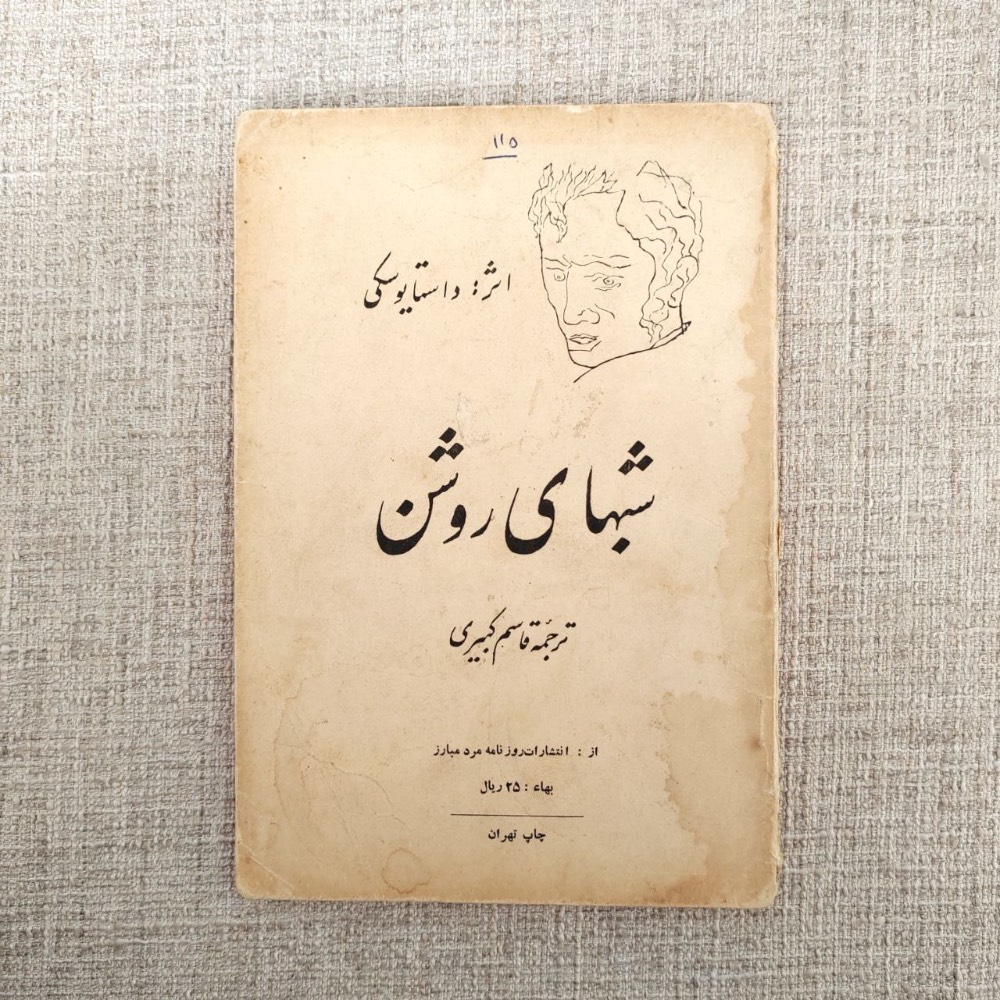 ۱۱۵
اثر: داستایوسکی
شبهای روشن
ترجمهٔ قاسم کبیری
از : انتشارات روزنامه مرد مبارز
بهاء : ۲۵ ریال
چاپ تهران